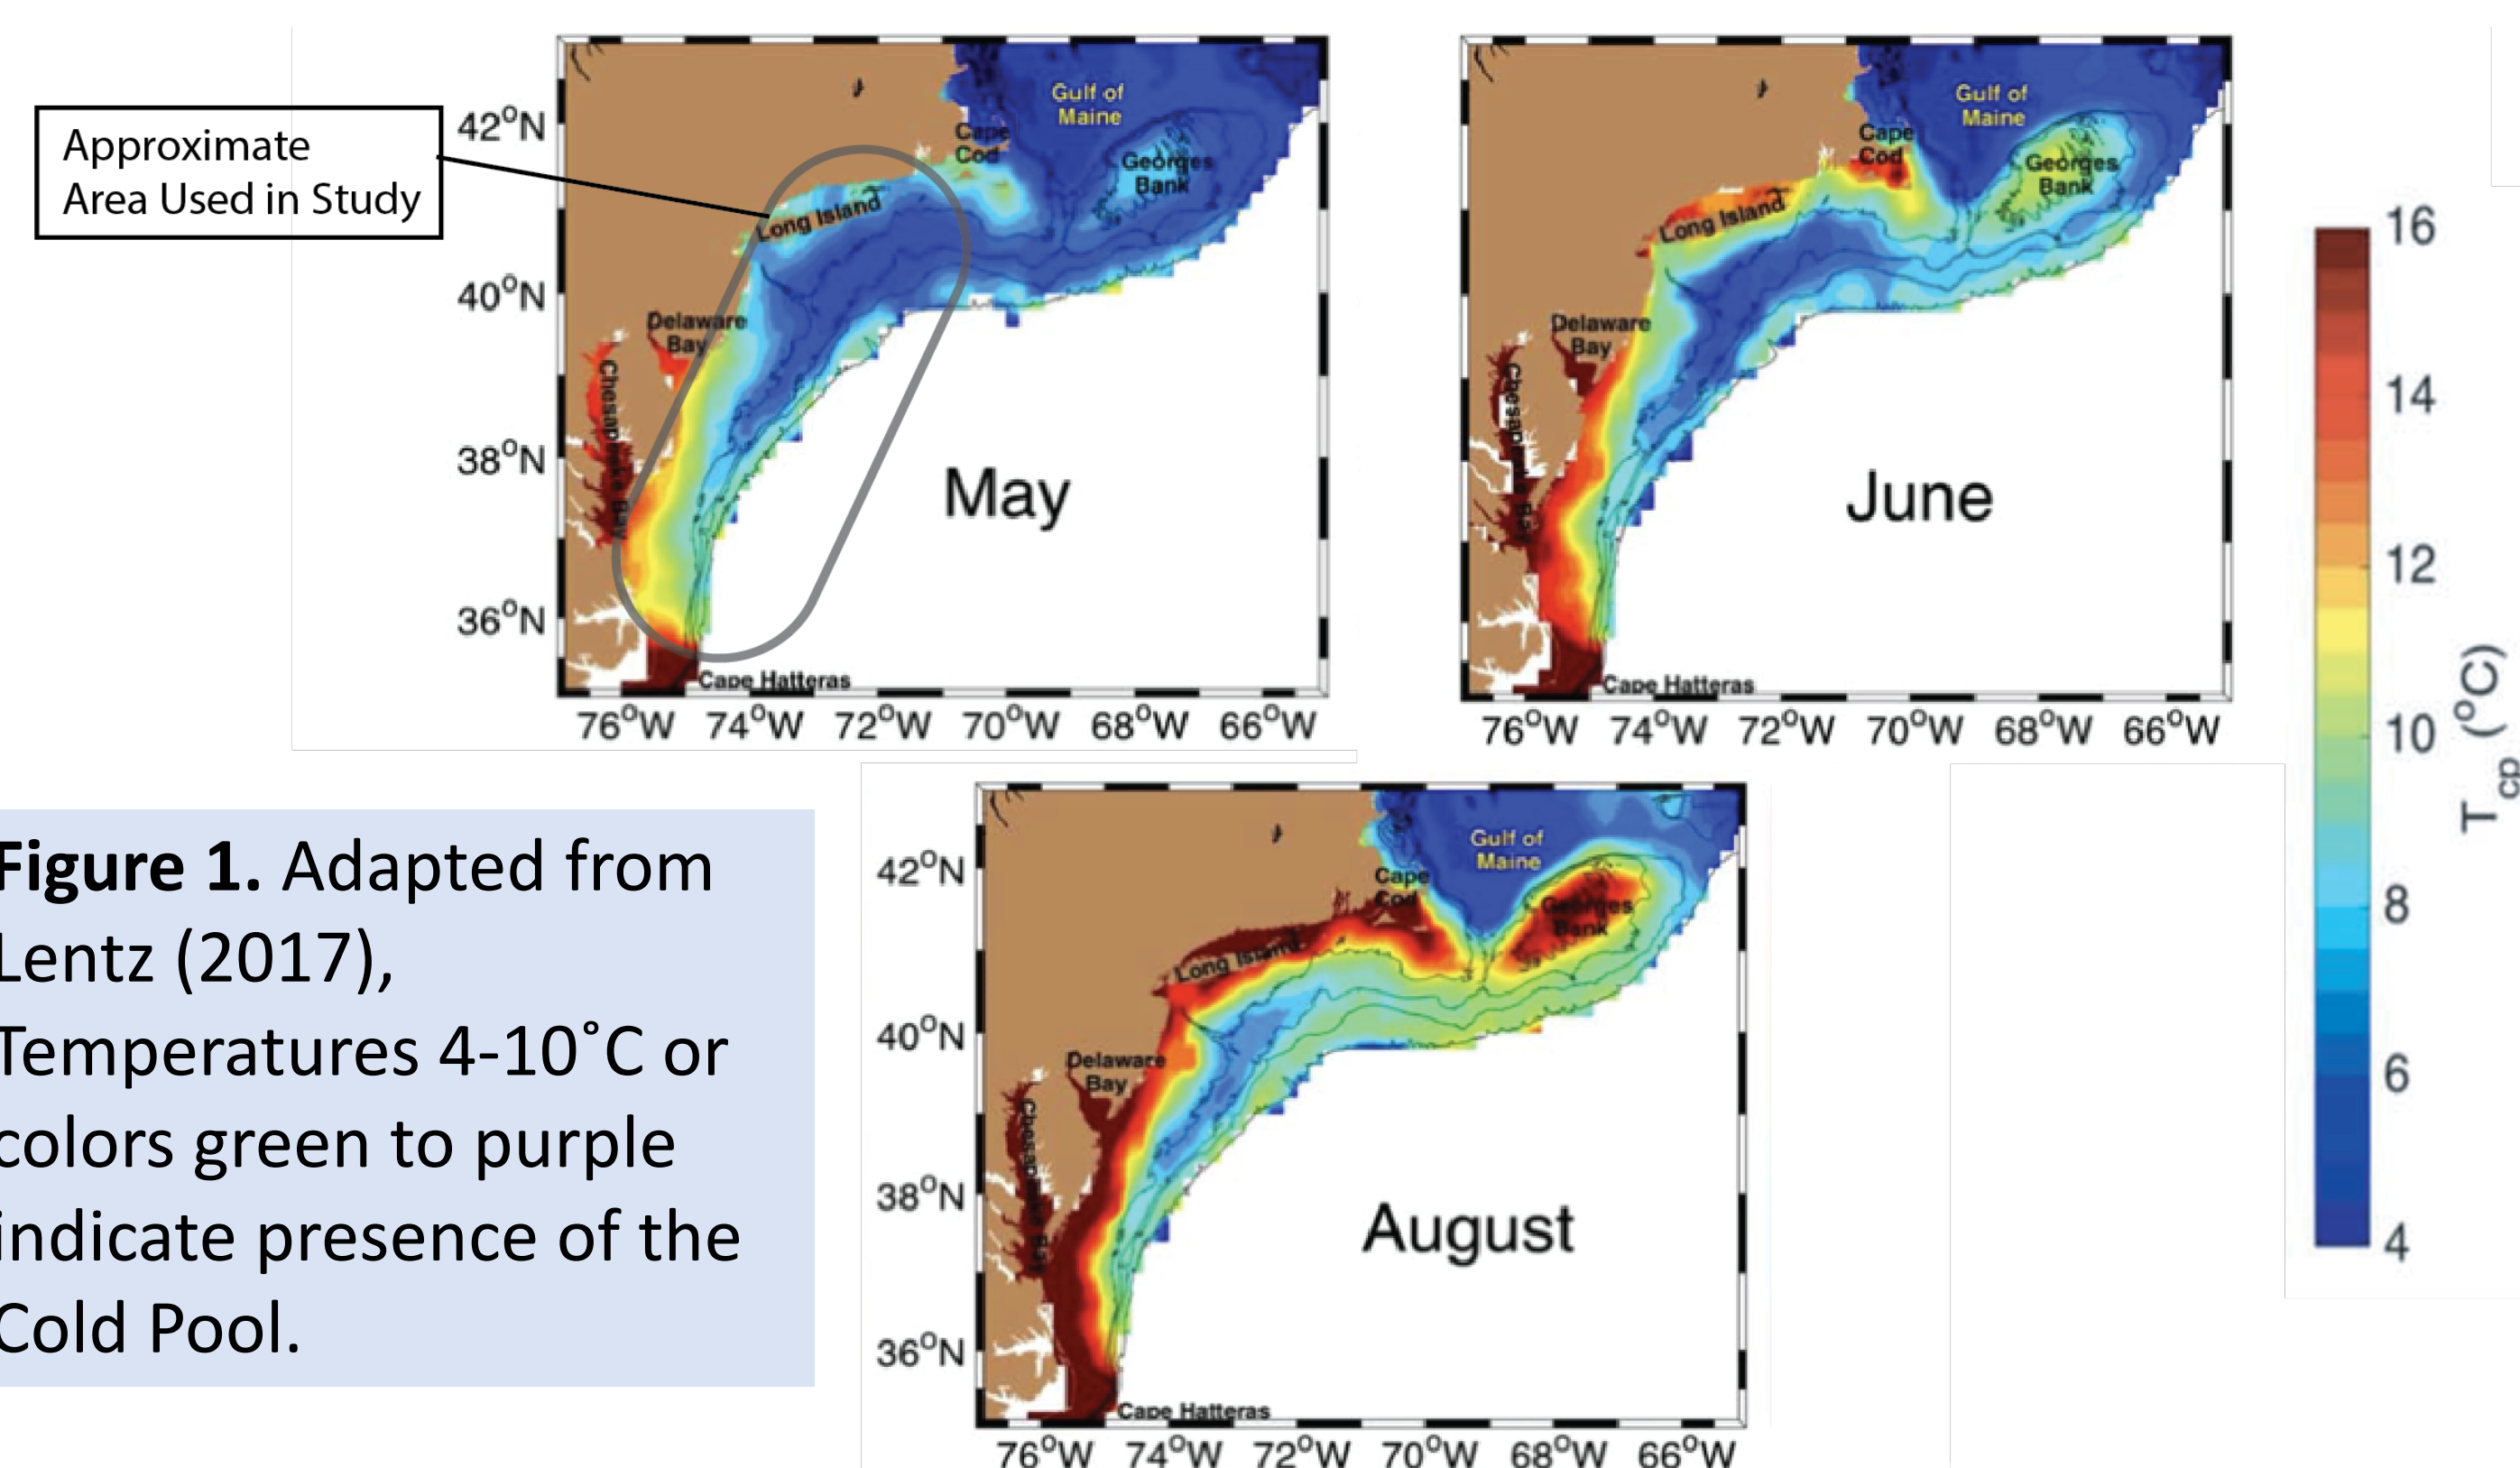 Approximate
Area Used in Study
42°N
40°N
38°N
36°N
76°W 74°W 72°W 70°W 68°W 66°W
Gulf of
Maine
Cape
Cod
Georges
Bank
Long Island
Delaware
Bay
Chesapeake Bay
Cape Hatteras
May
Gulf of
Maine
Cape
Cod
Georges
Bank
Long Island
Delaware
Bay
Cape Hatteras
June
76°W 74°W 72°W 70°W 68°W 66°W
16
14
12
10
8
6
4
Tcp (°C)
Figure 1. Adapted from
Lentz (2017),
Temperatures 4-10˚C or
colors green to purple
indicate presence of the
Cold Pool.
42°N
40°N
38°N
36°N
76°W 74°W 72°W 70°W 68°W 66°W
Gulf of
Maine
Cape
Cod
Georges
Bank
Long Island
Delaware
Bay
Cape Hatteras
August